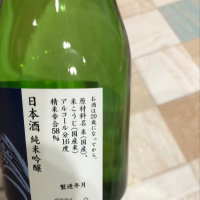 お酒は20歳になってから。
原材料名 米(国産)、
米こうじ(国産米)
アルコール分16度
精米歩合58%
日本酒 純米吟醸
製造年月